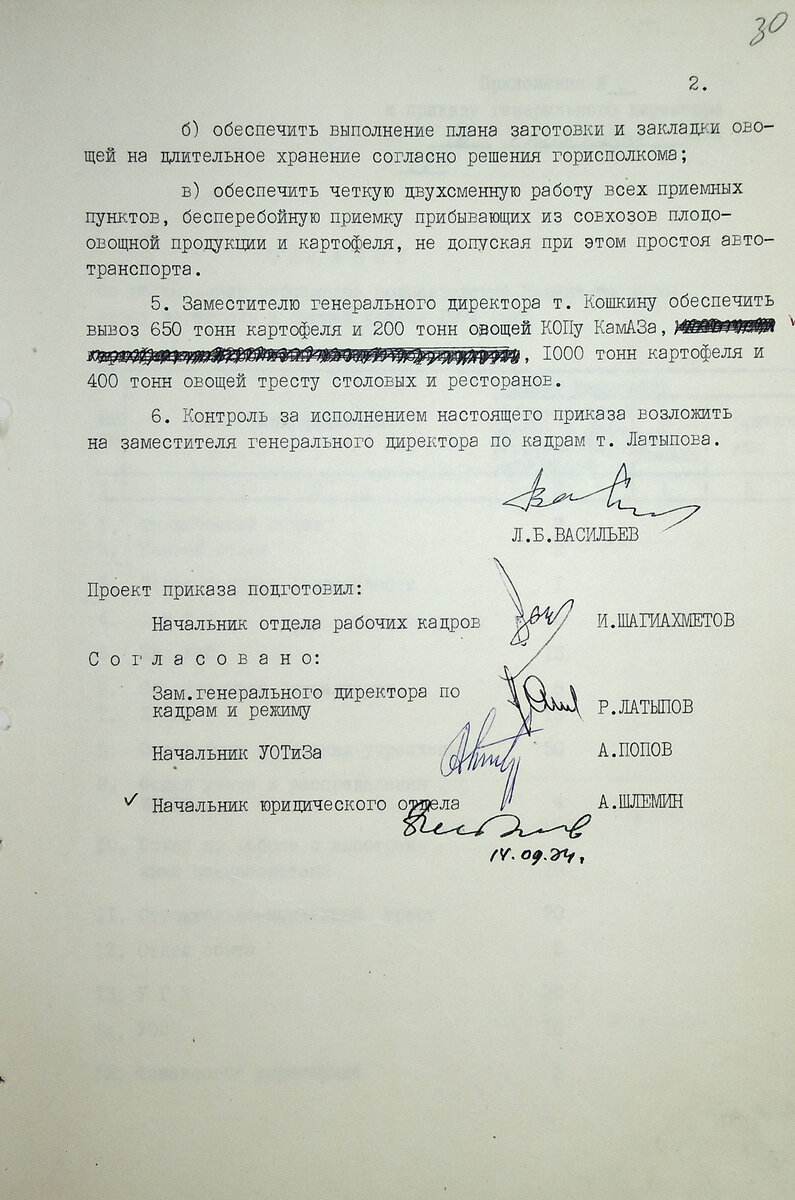 30
2.
б) обеспечить выполнение плана заготовки и закладки ово-
щей на длительное хранение согласно решения горисполкома;
в) обеспечить четкую двухсменную работу всех приемных
пунктов, бесперебойную приемку прибывающих из совхозов плодо-
овощной продукции и картофеля, не допуская при этом простоя авто-
транспорта.
5. Заместителю генерального директора т. Кошкину обеспечить
вывоз 650 тонн картофеля и 200 тонн овощей КОПу КамАЗа,
, 1000 тонн картофеля и
400 тонн овощей тресту столовых и ресторанов.
6. Контроль за исполнением настоящего приказа возложить
на заместителя генерального директора по кадрам т. Латыпова.
Л.Б.ВАСИЛЬЕВ
Проект приказа подготовил:
Начальник отдела рабочих кадров И.ШАГИАХМЕТОВ
С о г л а с о в а н о:
Зам.генерального директора по
кадрам и режиму Р.ЛАТЫПОВ
Начальник УОТиЗа А.ПОПОВ
Начальник юридического отдела А.ШЛЕМИН
14.09.